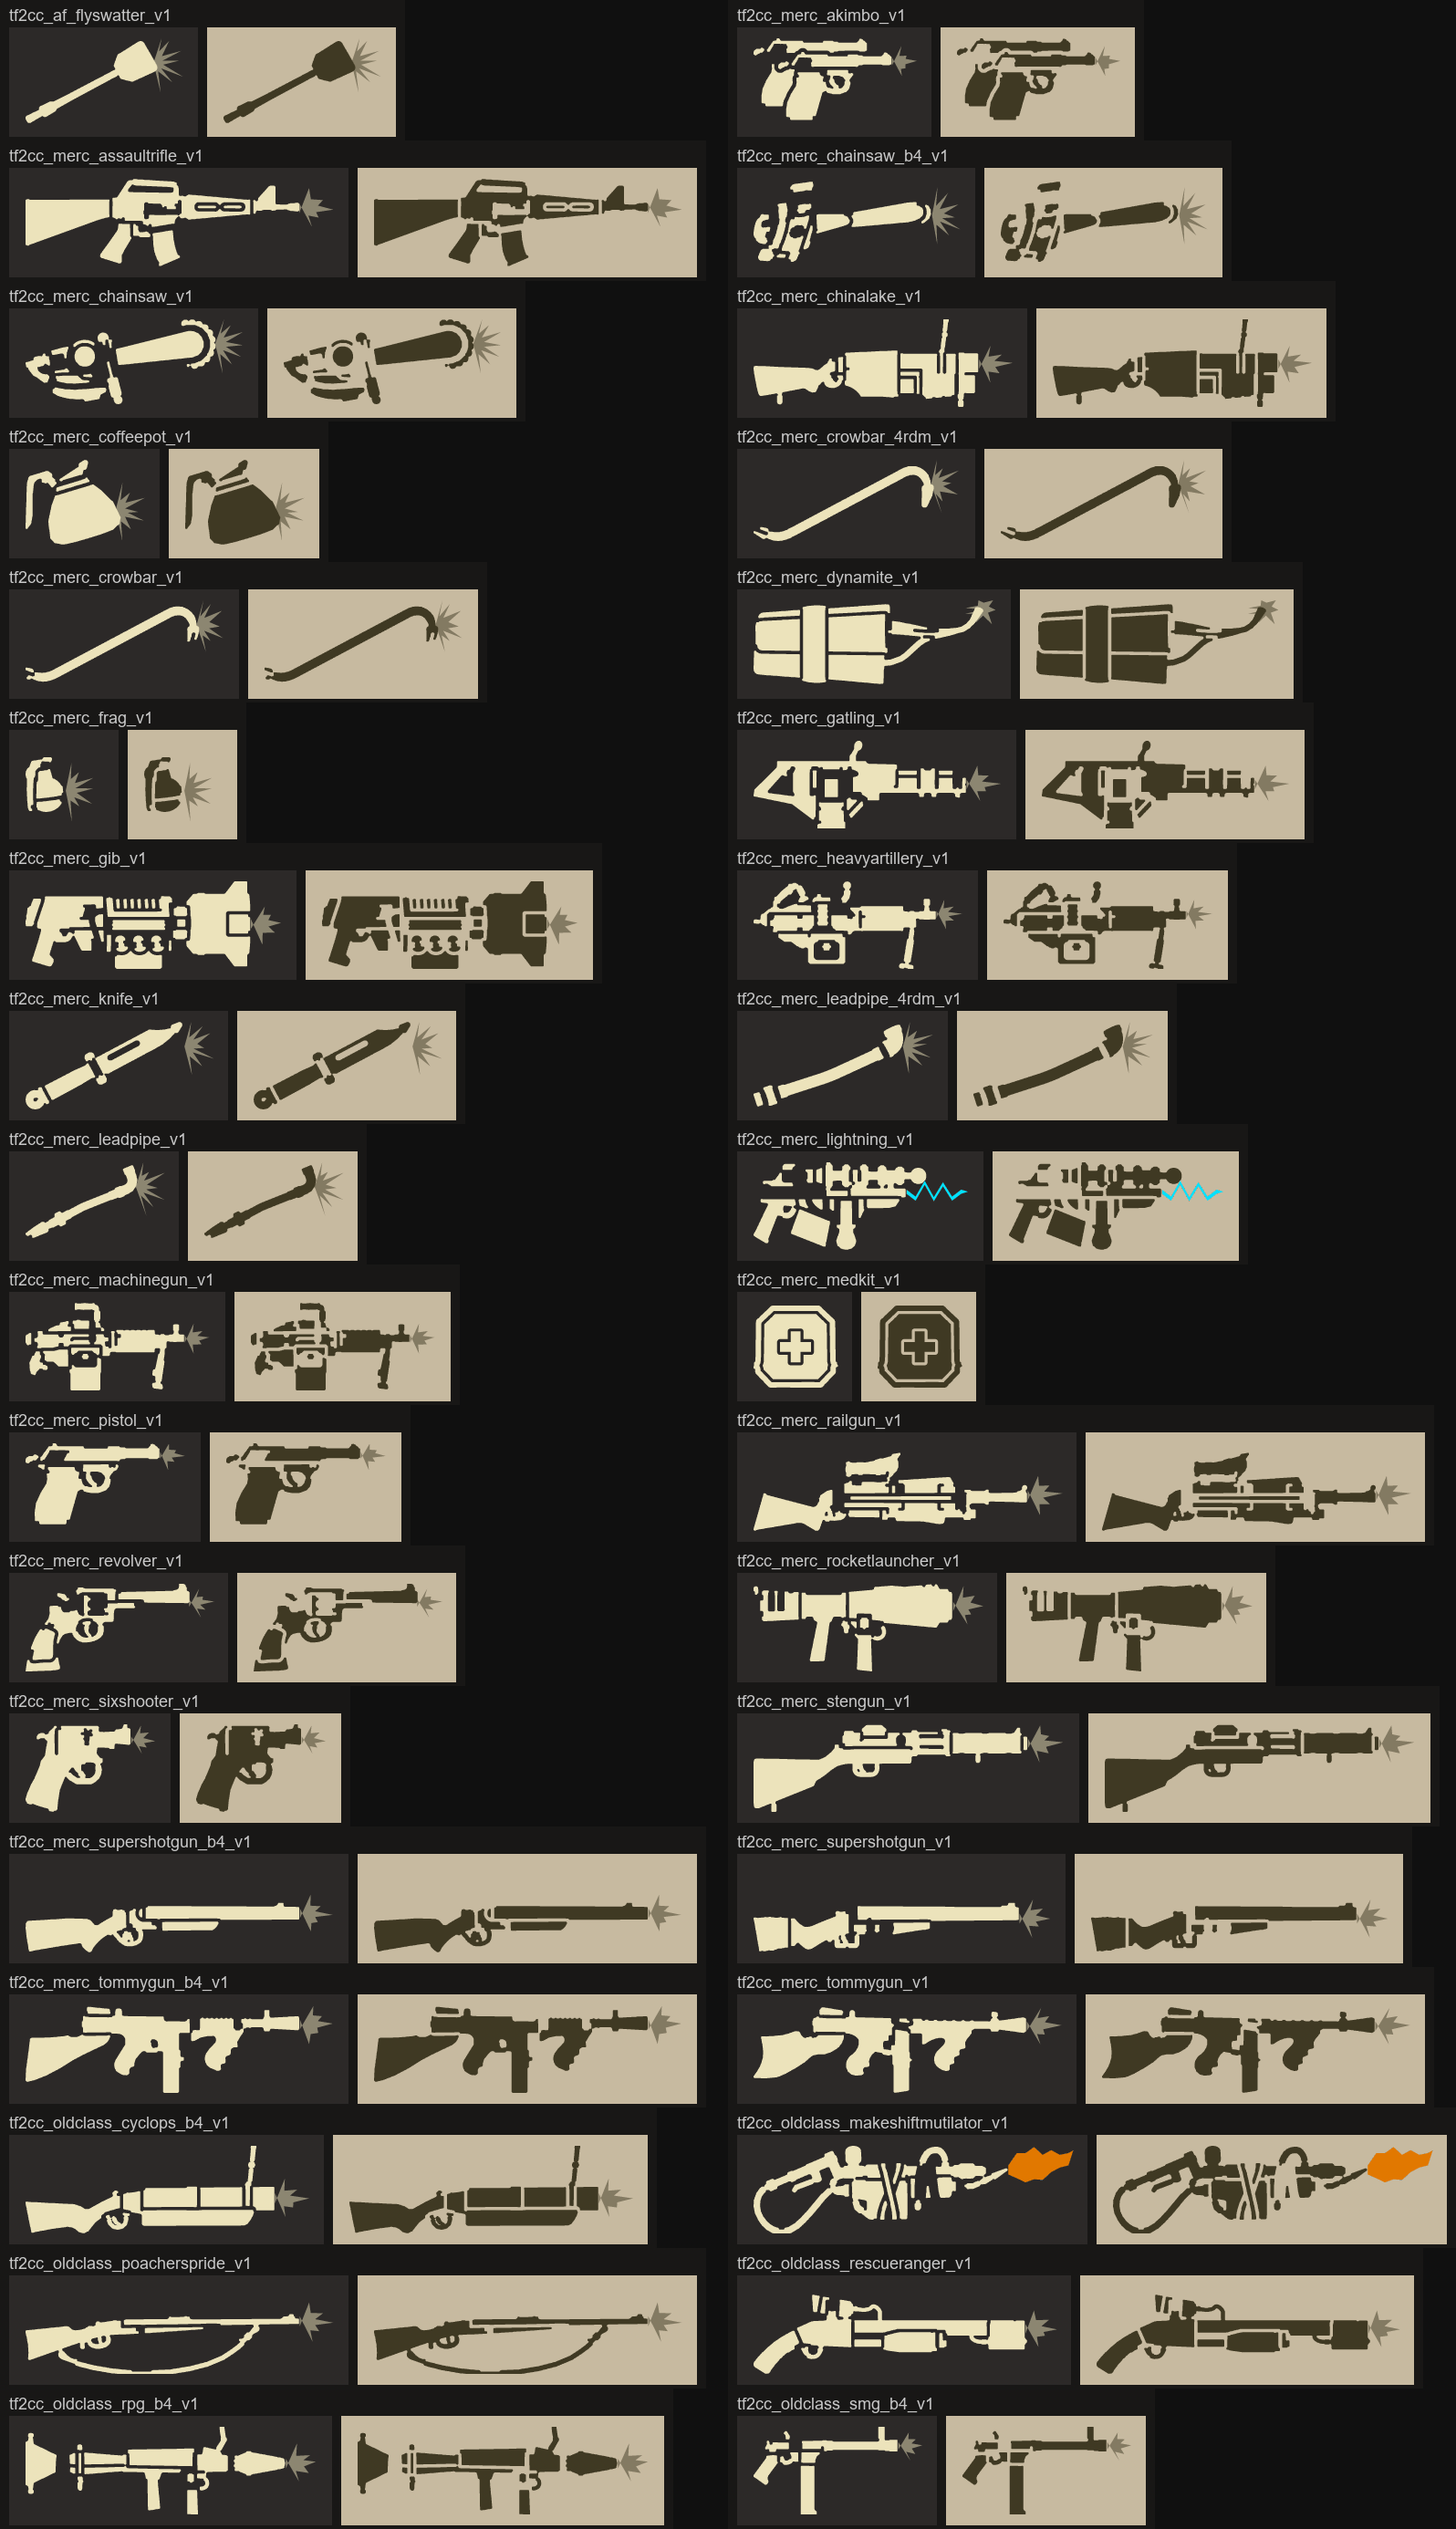 tf2cc_af_flyswatter_v1
tf2cc_merc_akimbo_v1
tf2cc_merc_assaultrifle_v1
tf2cc_merc_chainsaw_b4_v1
tf2cc_merc_chainsaw_v1
tf2cc_merc_chinalake_v1
tf2cc_merc_coffeepot_v1
tf2cc_merc_crowbar_4rdm_v1
tf2cc_merc_crowbar_v1
tf2cc_merc_dynamite_v1
tf2cc_merc_frag_v1
tf2cc_merc_gatling_v1
tf2cc_merc_gib_v1
tf2cc_merc_heavyartillery_v1
tf2cc_merc_knife_v1
tf2cc_merc_leadpipe_4rdm_v1
tf2cc_merc_leadpipe_v1
tf2cc_merc_lightning_v1
tf2cc_merc_machinegun_v1
tf2cc_merc_medkit_v1
tf2cc_merc_pistol_v1
tf2cc_merc_railgun_v1
tf2cc_merc_revolver_v1
tf2cc_merc_rocketlauncher_v1
tf2cc_merc_sixshooter_v1
tf2cc_merc_stengun_v1
tf2cc_merc_supershotgun_b4_v1
tf2cc_merc_supershotgun_v1
tf2cc_merc_tommygun_b4_v1
tf2cc_merc_tommygun_v1
tf2cc_oldclass_cyclops_b4_v1
tf2cc_oldclass_makeshiftmutilator_v1
tf2cc_oldclass_poacherspride_v1
tf2cc_oldclass_rescueranger_v1
tf2cc_oldclass_rpg_b4_v1
tf2cc_oldclass_smg_b4_v1